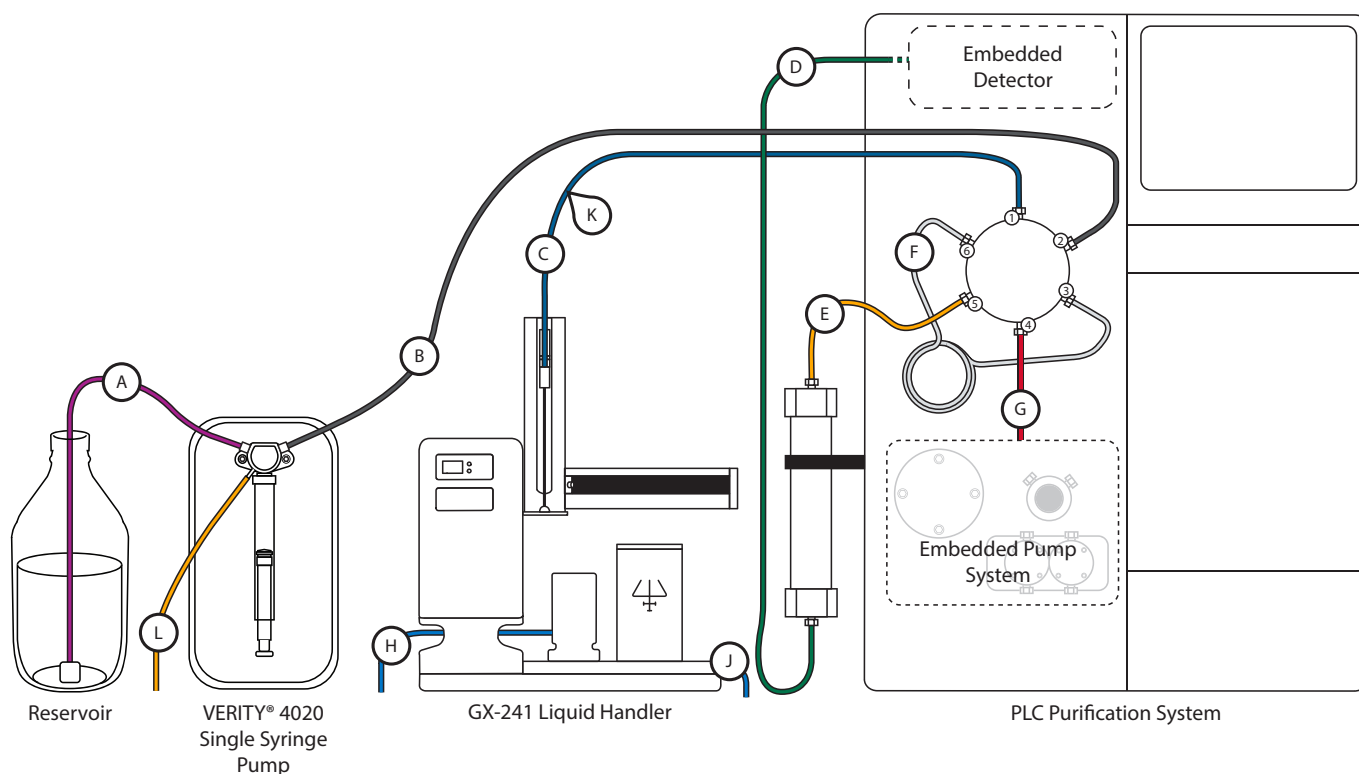 Embedded
Detector
D
K
C
F
1
2
6
3
5
4
E
B
A
G
Embedded Pump
System
L
H
J
Reservoir
VERITY® 4020
Single Syringe
Pump
GX-241 Liquid Handler
PLC Purification System